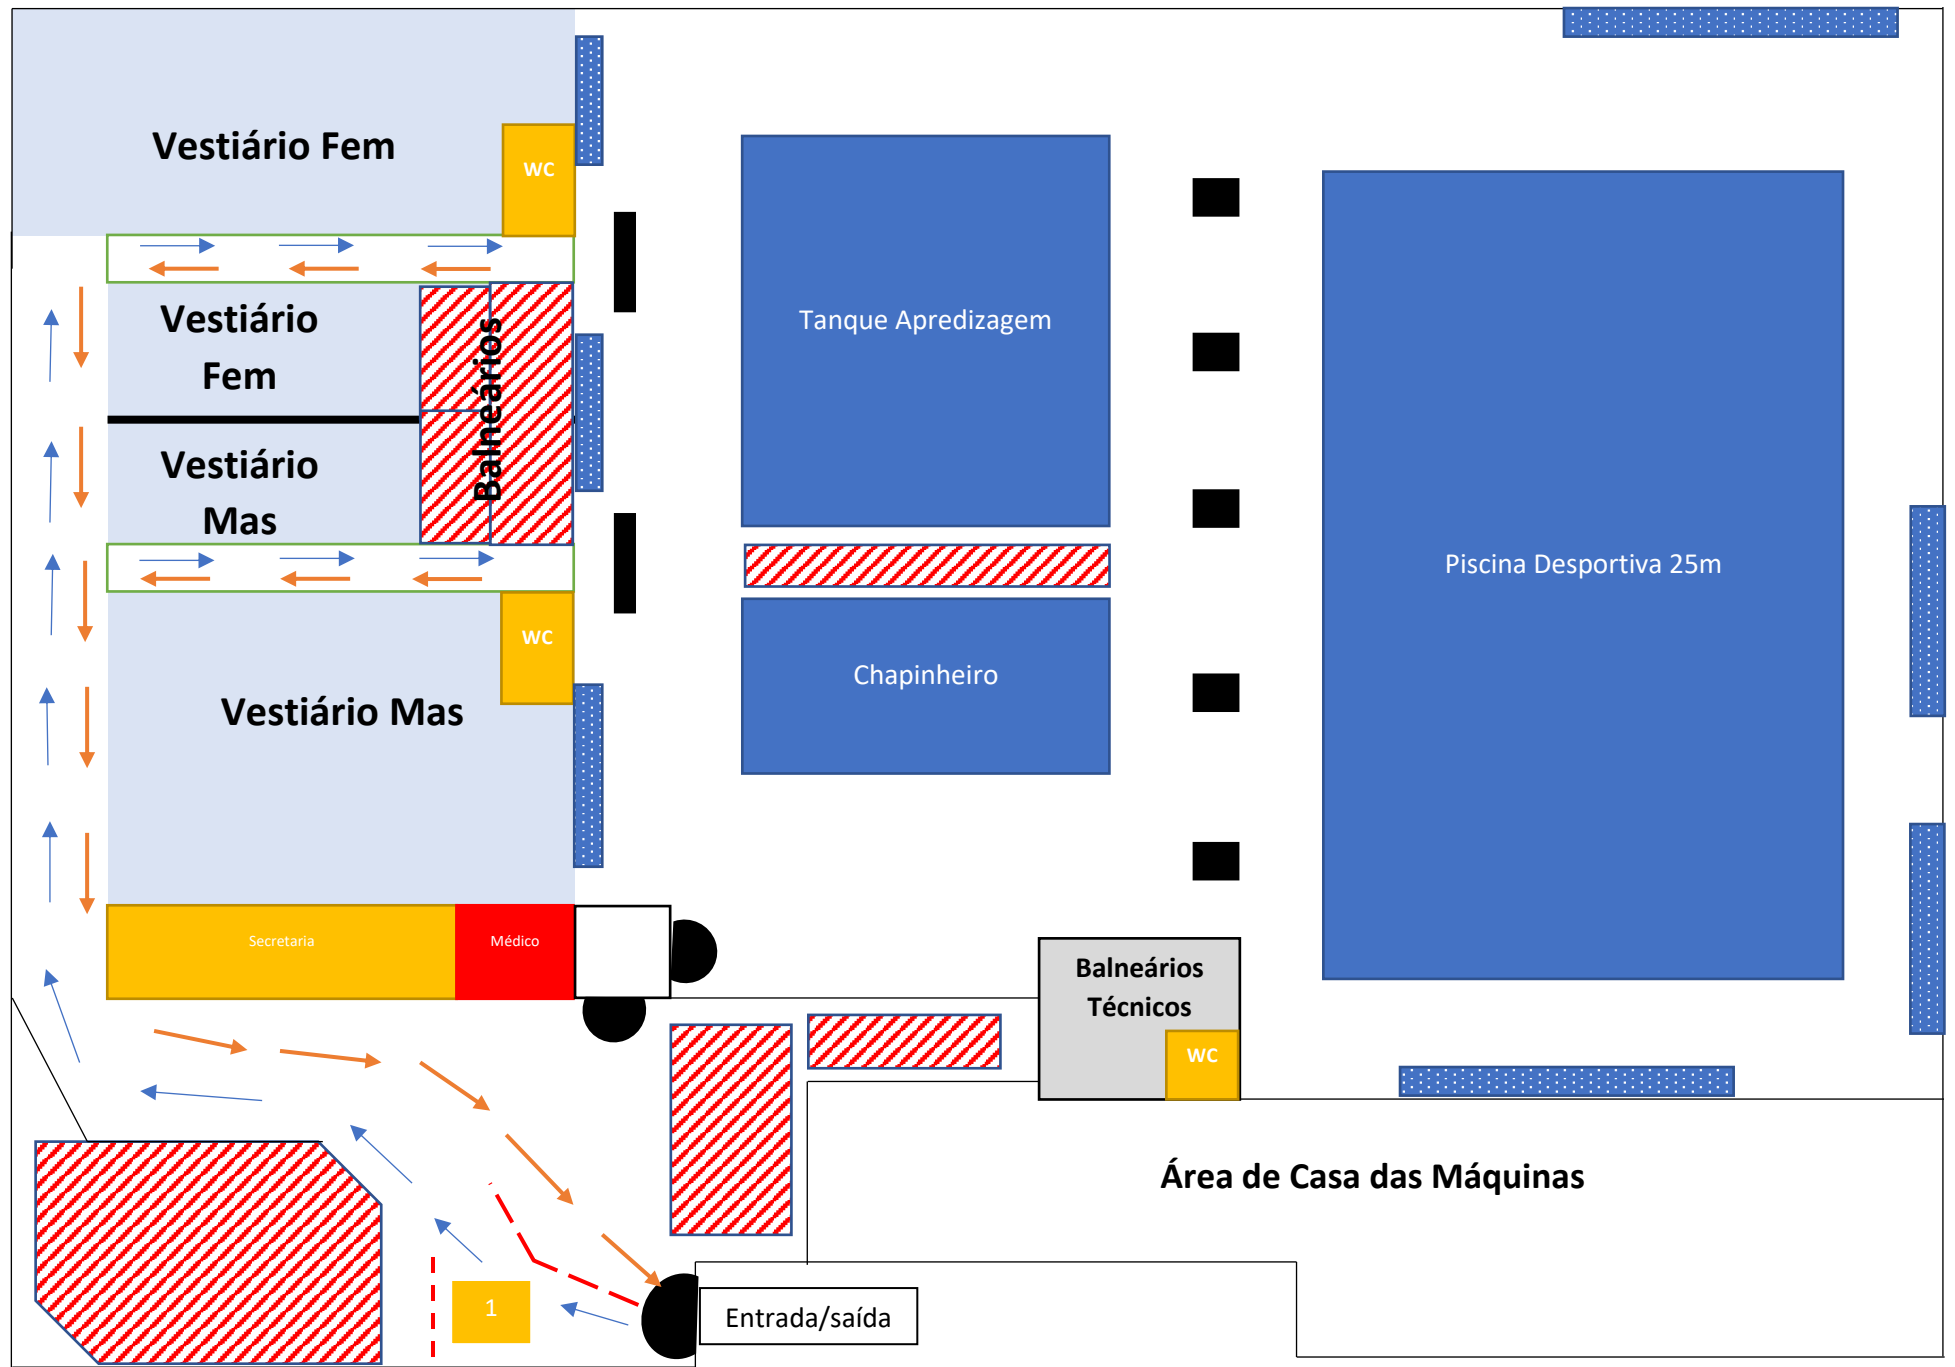 Vestiário Fem
WC
Vestiário
Fem
Balneários
Vestiário
Mas
WC
Vestiário Mas
Tanque Apredizagem
Chapinheiro
Piscina Desportiva 25m
Secretaria
Médico
Balneários
Técnicos
WC
Área de Casa das Máquinas
1
Entrada/saída